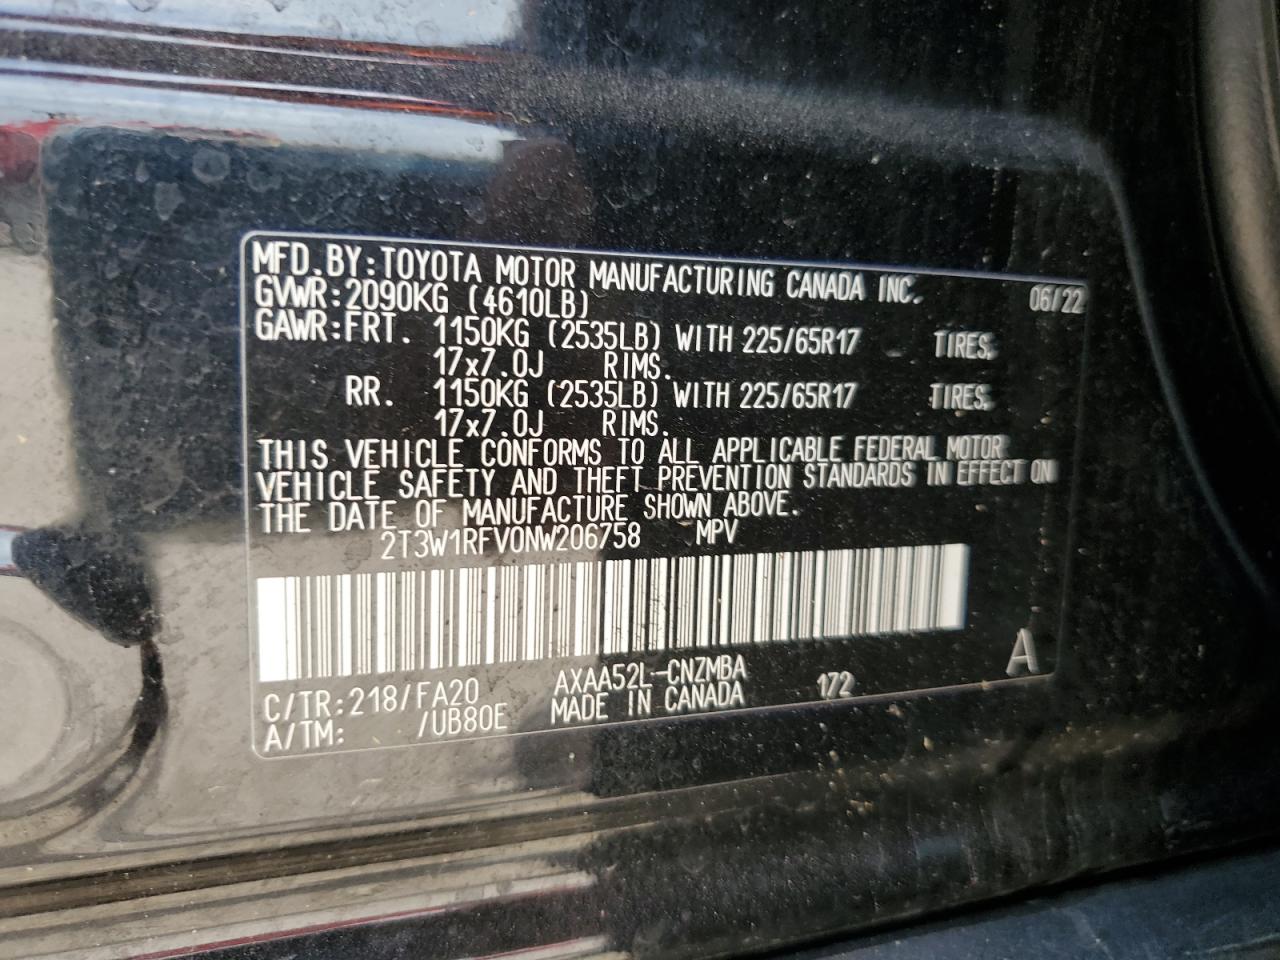 MFD.BY:TOYOTA MOTOR MANUFACTURING CANADA INC. 06/22
GVWR:2090KG (4610LB)
GAWR:FRT. 1150KG (2535LB) WITH 225/65R17 TIRES,
17x7.0J RIMS.
RR. 1150KG (2535LB) WITH 225/65R17 TIRES,
17x7.0J RIMS.
THIS VEHICLE CONFORMS TO ALL APPLICABLE FEDERAL MOTOR
VEHICLE SAFETY AND THEFT PREVENTION STANDARDS IN EFFECT ON
THE DATE OF MANUFACTURE SHOWN ABOVE.
2T3W1RFV0NW206758 MPV
C/TR:218/FA20 AXAA52L-CNZMBA 172 A
A/TM: /UB80E MADE IN CANADA